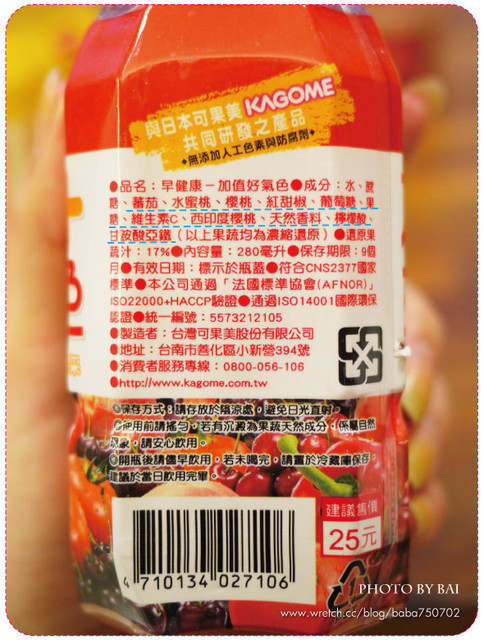 與日本可果美KAGOME
共同研發之產品
◆無添加人工色素與防腐劑◆
●品名：早健康－加值好氣色●成分：水、蔗
糖、蕃茄、水蜜桃、櫻桃、紅甜椒、葡萄糖、果
糖、維生素C、西印度櫻桃、天然香料、檸檬酸、
甘胺酸亞鐵（以上果蔬均為濃縮還原）●還原果
蔬汁：17%●內容量：280毫升●保存期限：9個
月●有效日期：標示於瓶蓋●符合CNS2377國家
標準●本公司通過「法國標準協會(AFNOR)」
ISO22000+HACCP驗證●通過ISO14001國際環保
認證●統一編號：5573212105
●製造者：台灣可果美股份有限公司
●地址：台南市善化區小新營394號
●消費者服務專線：0800-056-106
●http://www.kagome.com.tw
●保存方式：請存放於陰涼處，避免日光直射。
●使用前請搖勻，若有沉澱為果蔬天然成分，係屬自然
現象，請安心飲用。
●開瓶後請儘早飲用，若未喝完，請置於冷藏庫保存，
建議於當日飲用完畢。
建議售價
25元
4 710134 027106
PHOTO BY BAI
www.wretch.cc/blog/baba750702